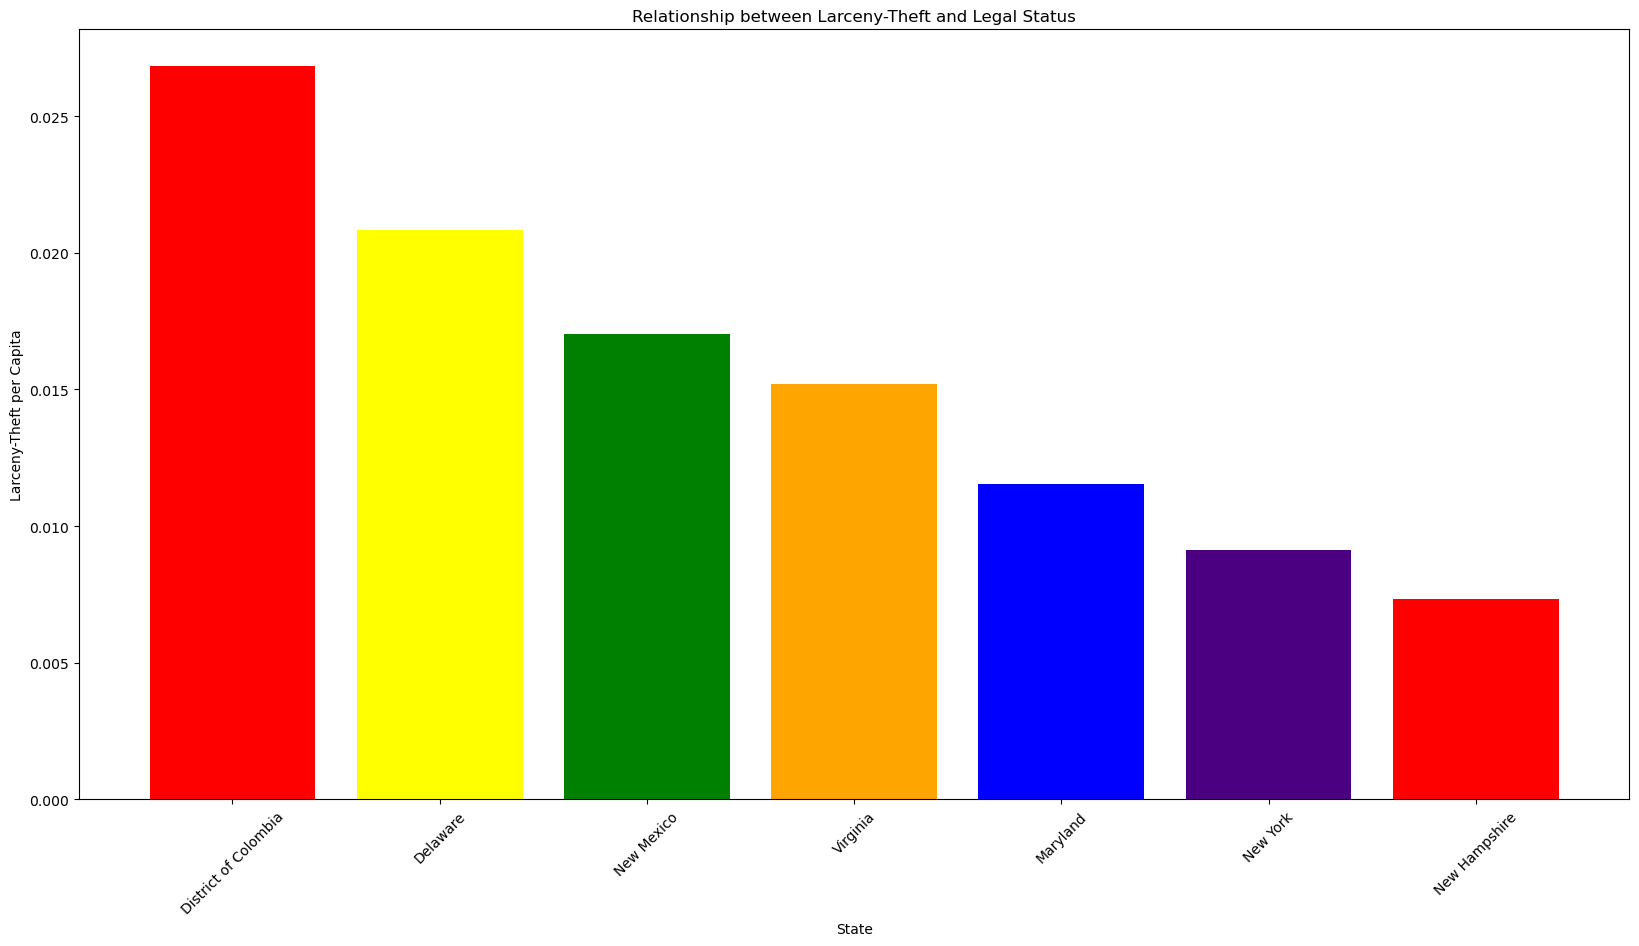 Relationship between Larceny-Theft and Legal Status
Larceny-Theft per Capita
0.025
0.020
0.015
0.010
0.005
0.000
District of Colombia
Delaware
New Mexico
Virginia
Maryland
New York
New Hampshire
State